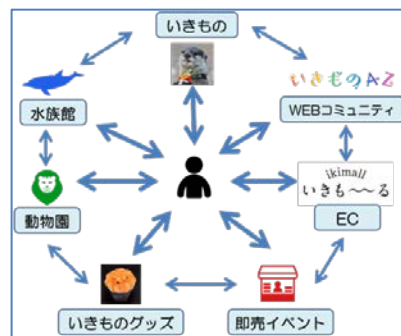 いきもの
いきものAZ
水族館
WEBコミュニティ
ikimall
いきも〜〜る
動物園
EC
いきものグッズ
即売イベント